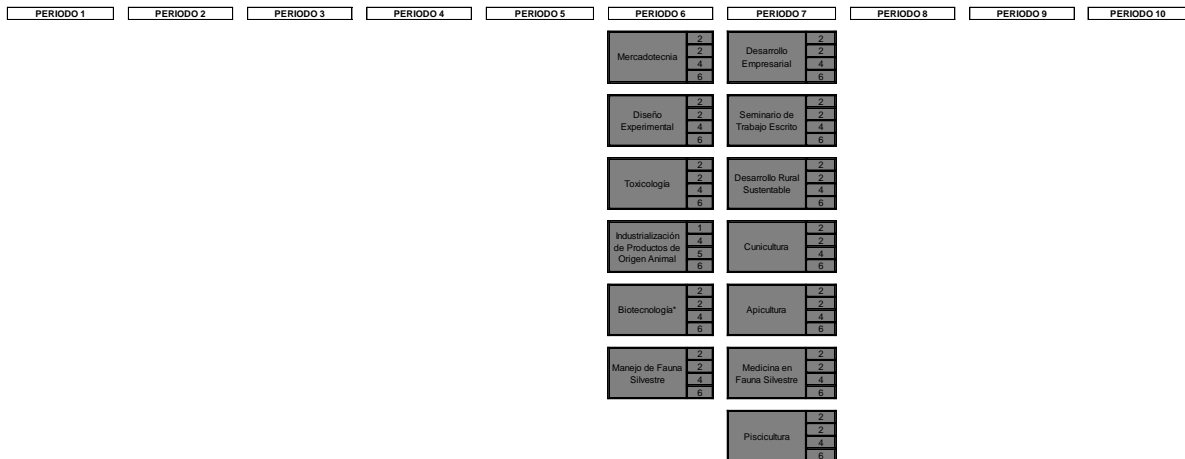 PERIODO 1 PERIODO 2 PERIODO 3 PERIODO 4 PERIODO 5 PERIODO 6 PERIODO 7 PERIODO 8 PERIODO 9 PERIODO 10
Mercadotecnia
2
2
4
6
Desarrollo
Empresarial
2
2
4
6
Diseño
Experimental
2
2
4
6
Seminario de
Trabajo Escrito
2
2
4
6
Toxicología
2
2
4
6
Desarrollo Rural
Sustentable
2
2
4
6
Industrialización
de Productos de
Origen Animal
1
4
5
6
Cunicultura
2
2
4
6
Biotecnología*
2
2
4
6
Apicultura
2
2
4
6
Manejo de Fauna
Silvestre
2
2
4
6
Medicina en
Fauna Silvestre
2
2
4
6
Piscicultura
2
2
4
6